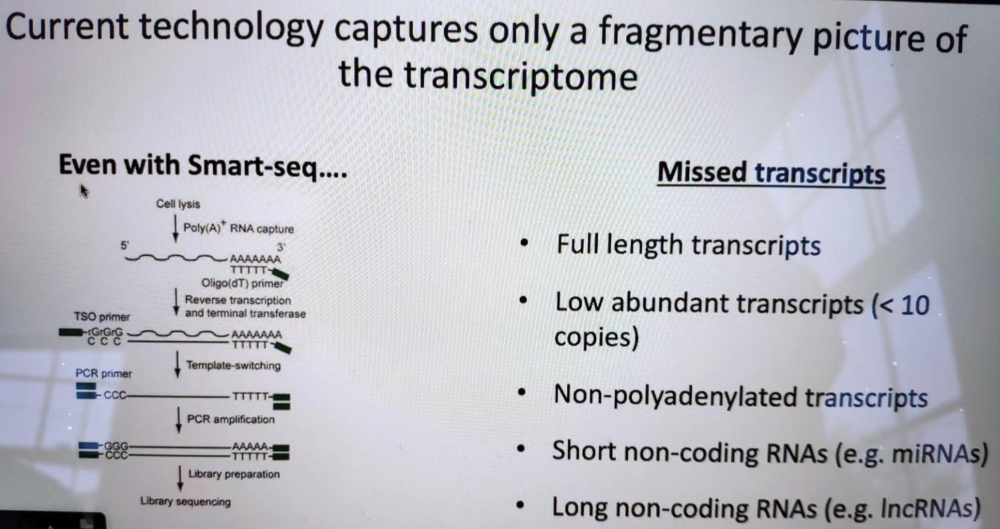 Current technology captures only a fragmentary picture of
the transcriptome
Even with Smart-seq....
Cell lysis
Poly(A)+ RNA capture
5' 3'
AAAAAAA
TTTTT
Oligo(dT) primer
Reverse transcription
and terminal transferase
TSO primer
rGrGrG AAAAAAA
C C C TTTTT
Template-switching
PCR primer
CCC TTTTT
PCR amplification
GGG AAAAA
CCC TTTTT
Library preparation
Library sequencing
Missed transcripts
• Full length transcripts
• Low abundant transcripts (< 10
copies)
• Non-polyadenylated transcripts
• Short non-coding RNAs (e.g. miRNAs)
• Long non-coding RNAs (e.g. lncRNAs)